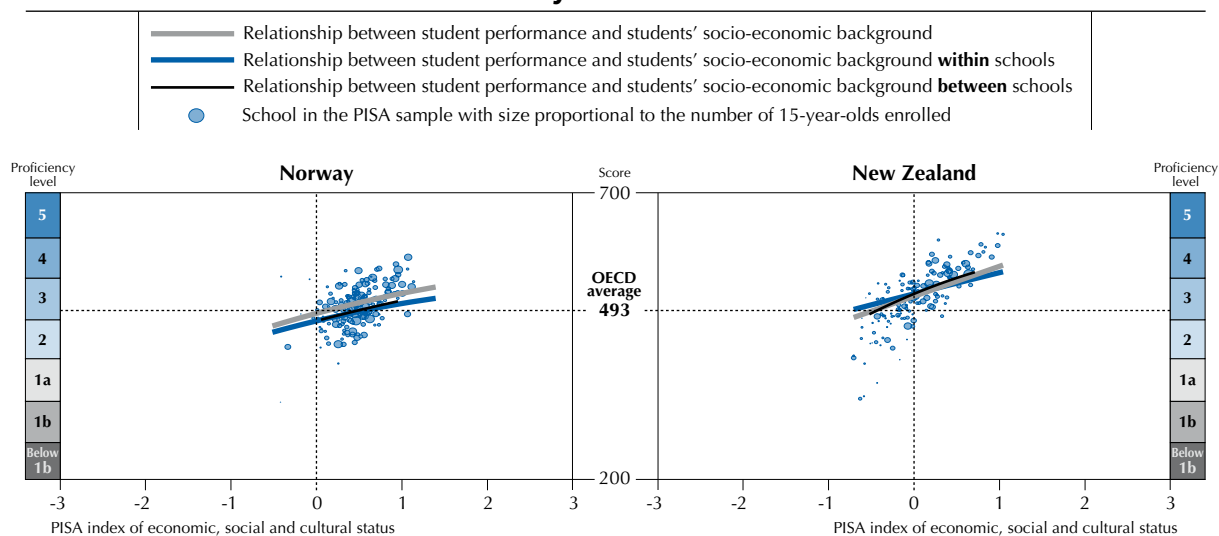 Relationship between student performance and students' socio-economic background
Relationship between student performance and students' socio-economic background within schools
Relationship between student performance and students' socio-economic background between schools
School in the PISA sample with size proportional to the number of 15-year-olds enrolled
Proficiency
level
Norway
Score
New Zealand
Proficiency
level
700
5
5
4
4
OECD
average
493
3
3
2
2
1a
1a
1b
1b
Below
1b
Below
1b
200
-3 -2 -1 0 1 2 3
-3 -2 -1 0 1 2 3
PISA index of economic, social and cultural status
PISA index of economic, social and cultural status